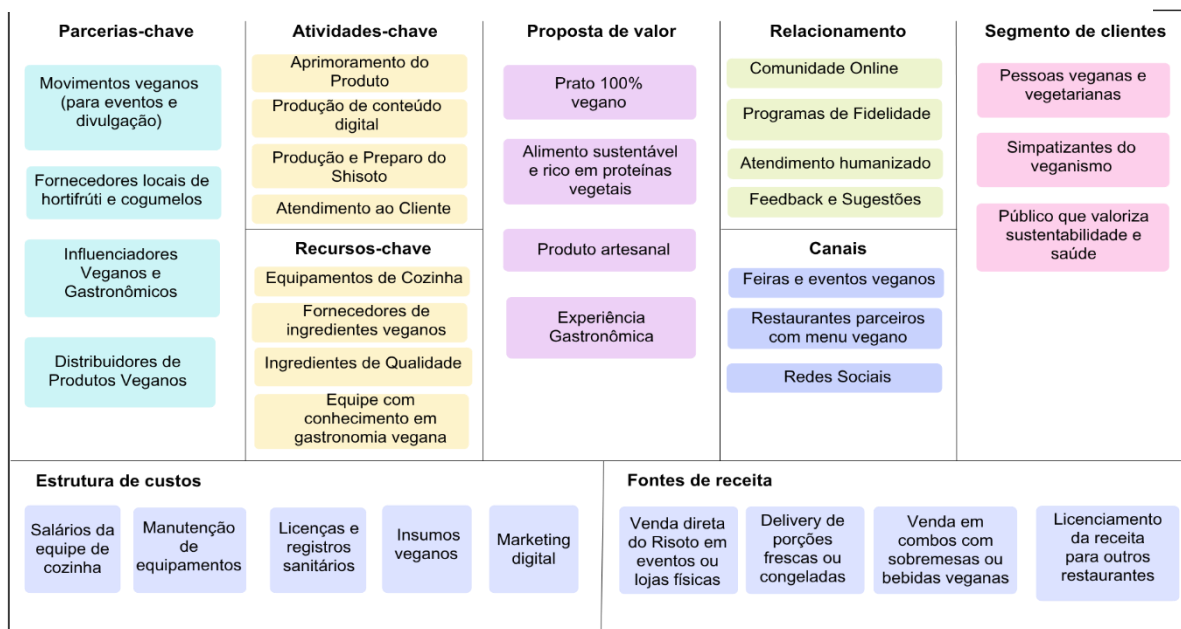 Parcerias-chave
Movimentos veganos
(para eventos e
divulgação)
Fornecedores locais de
hortifrúti e cogumelos
Influenciadores
Veganos e
Gastronômicos
Distribuidores de
Produtos Veganos
Atividades-chave
Aprimoramento do
Produto
Produção de conteúdo
digital
Produção e Preparo do
Shisoto
Atendimento ao Cliente
Recursos-chave
Equipamentos de Cozinha
Fornecedores de
ingredientes veganos
Ingredientes de Qualidade
Equipe com
conhecimento em
gastronomia vegana
Proposta de valor
Prato 100%
vegano
Alimento sustentável
e rico em proteínas
vegetais
Produto artesanal
Experiência
Gastronômica
Relacionamento
Comunidade Online
Programas de Fidelidade
Atendimento humanizado
Feedback e Sugestões
Canais
Feiras e eventos veganos
Restaurantes parceiros
com menu vegano
Redes Sociais
Segmento de clientes
Pessoas veganas e
vegetarianas
Simpatizantes do
veganismo
Público que valoriza
sustentabilidade e
saúde
Estrutura de custos
Salários da
equipe de
cozinha
Manutenção
de
equipamentos
Licenças e
registros
sanitários
Insumos
veganos
Marketing
digital
Fontes de receita
Venda direta
do Risoto em
eventos ou
lojas físicas
Delivery de
porções
frescas ou
congeladas
Venda em
combos com
sobremesas ou
bebidas veganas
Licenciamento
da receita
para outros
restaurantes